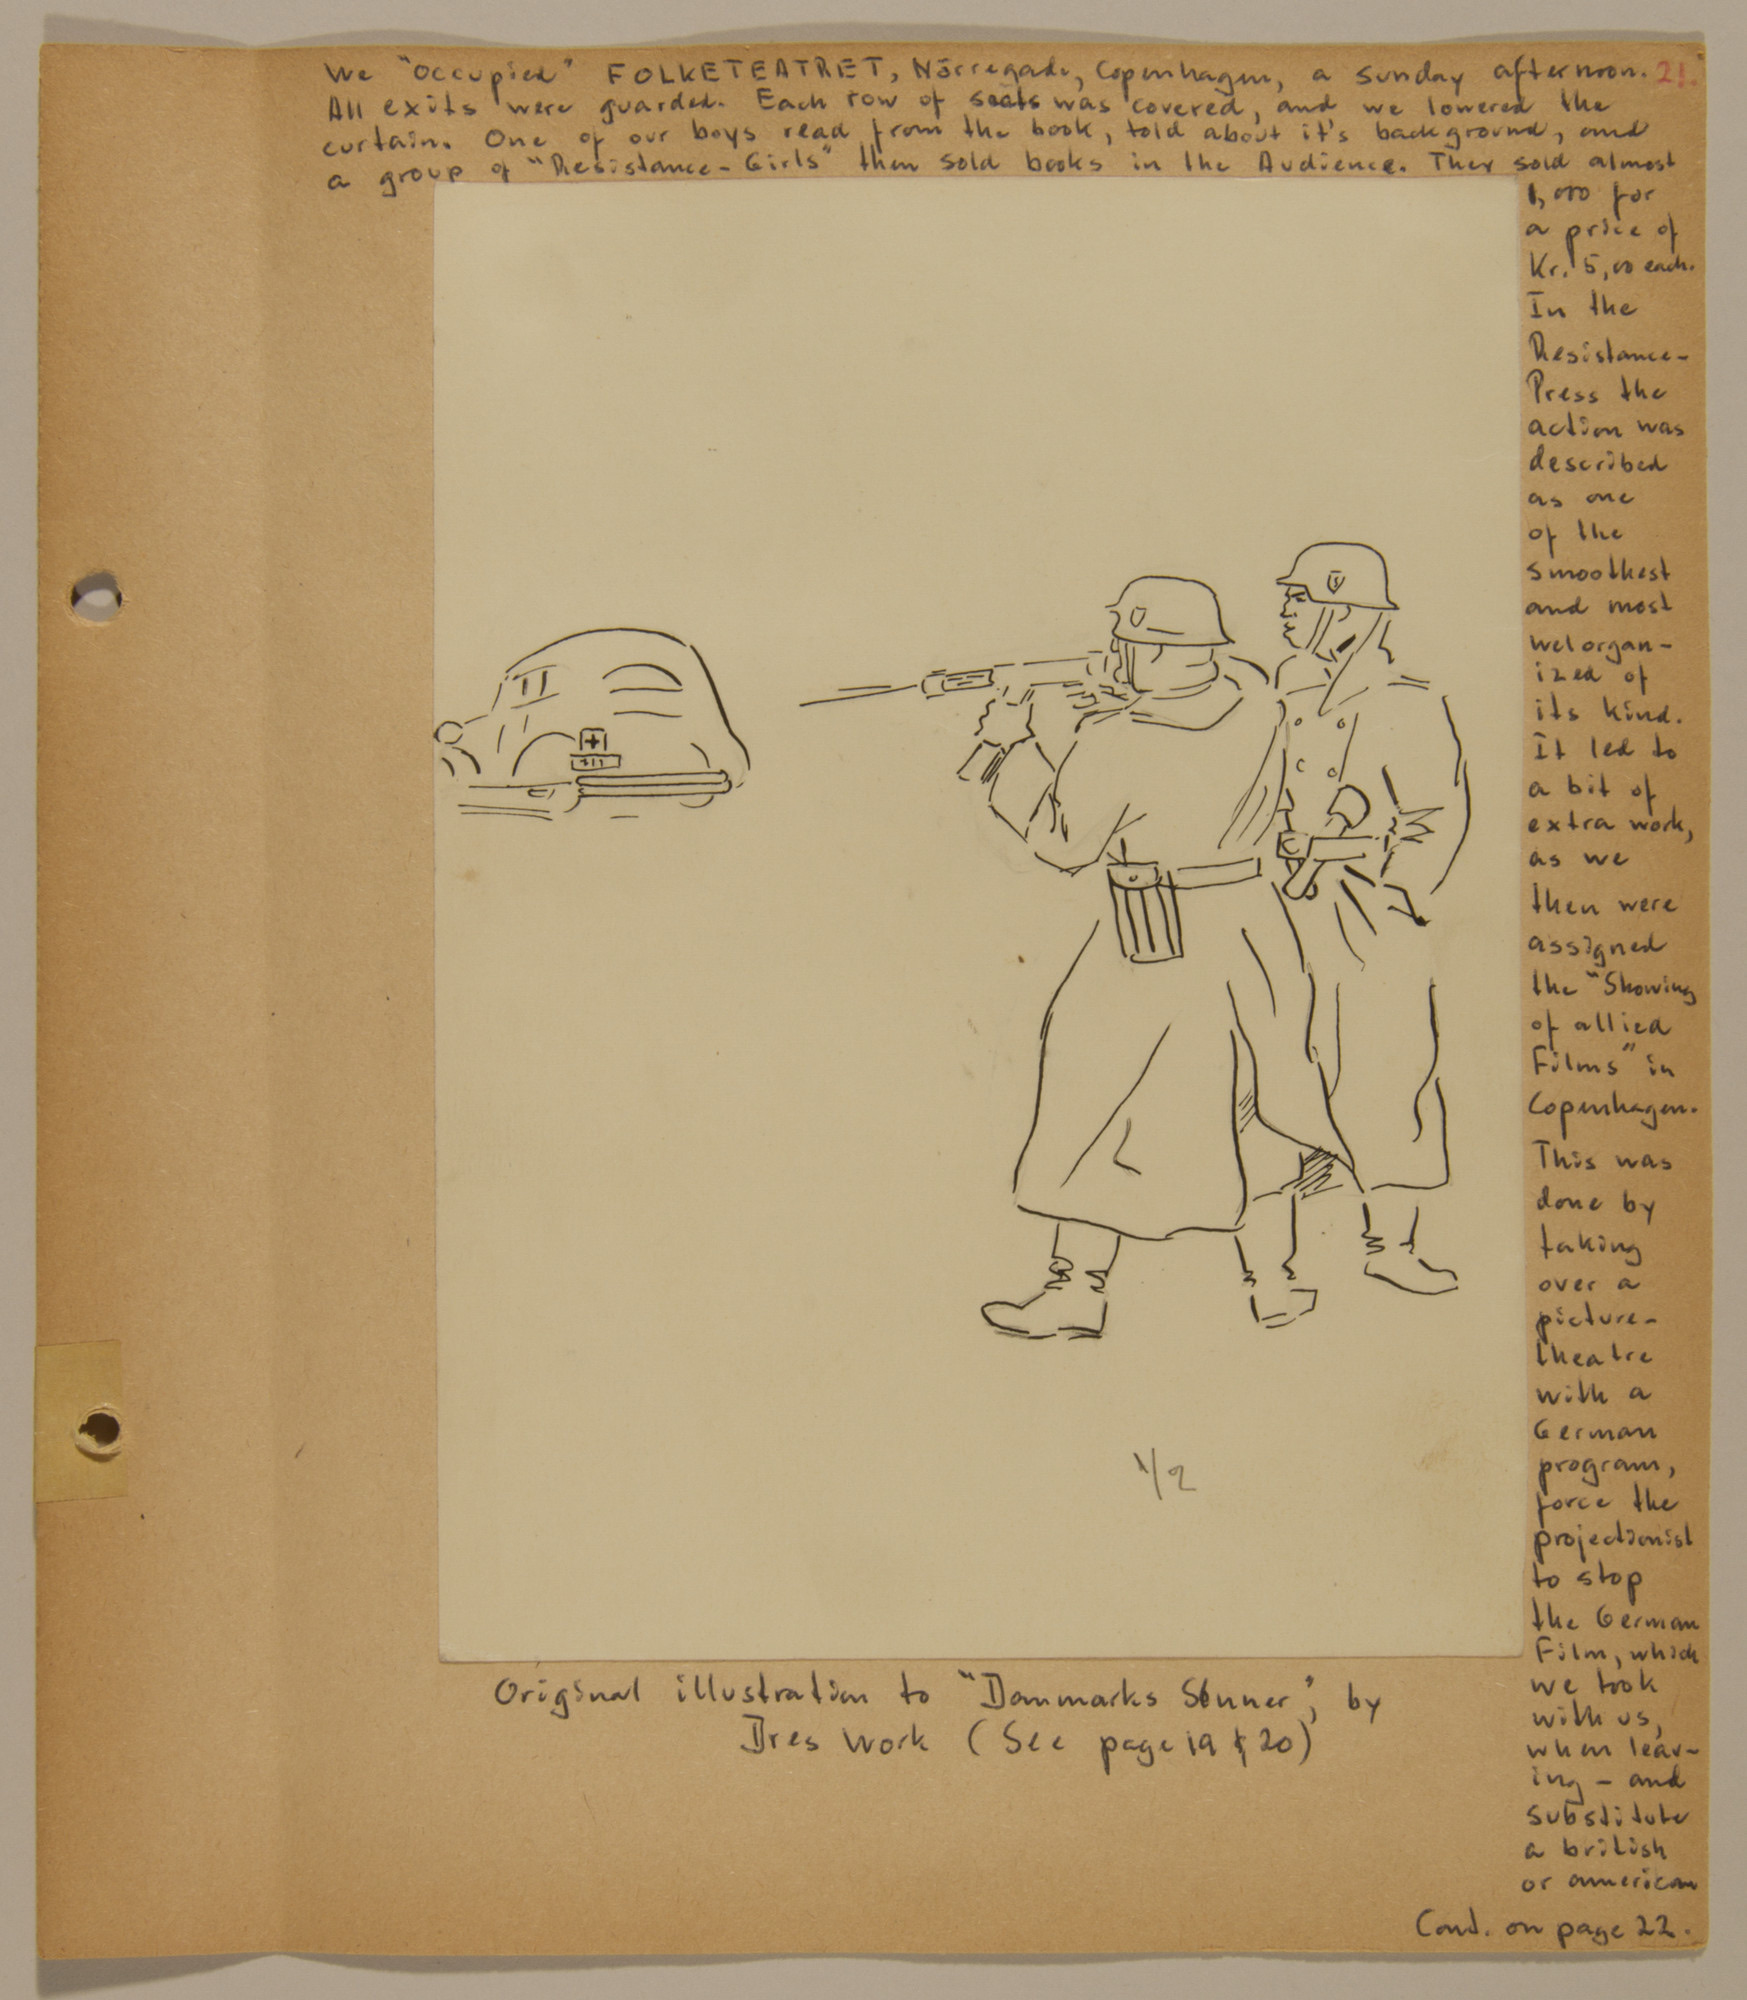 We "Occupied" FOLKETEATRET, Nörregade, Copenhagen, a sunday afternoon. 21.
All exits were guarded. Each row of seats was covered, and we lowered the
curtain. One of our boys read from the book, told about it's background, and
a group of "Resistance-Girls" then sold books in the Audience. They sold almost
1,000 for
a price of
Kr. 5,00 each.
In the
Resistance-
Press the
action was
described
as one
of the
smoothest
and most
welorgan-
ized of
its kind.
It led to
a bit of
extra work,
as we
then were
assigned
the "Showing
of allied
Films" in
Copenhagen.
This was
done by
taking
over a
picture-
theatre
with a
German
program,
force the
projectionist
to stop
the German
Film, which
we took
with us,
when leav-
ing - and
substitute
a british
or american
Cont. on page 22.
1/2
Original illustration to "Danmarks Sönner", by
Dres Work (See page 19 & 20)